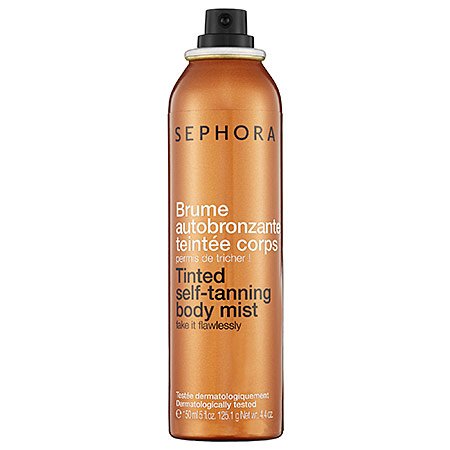 SEPHORA
Brume
autobronzante
teintée corps
permis de tricher !
Tinted
self-tanning
body mist
fake it flawlessly
Testée dermatologiquement
Dermatologically tested
℮ 150 ml 5 fl.oz. 125.1 g Net wt. 4.4 oz.